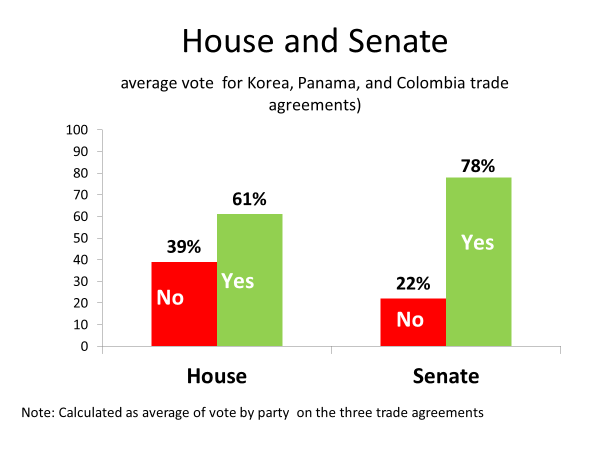 House and Senate
average vote  for Korea, Panama, and Colombia trade
agreements)
100
90
80
70
60
50
40
30
20
10
0
39%
61%
22%
78%
No
Yes
No
Yes
House
Senate
Note: Calculated as average of vote by party  on the three trade agreements